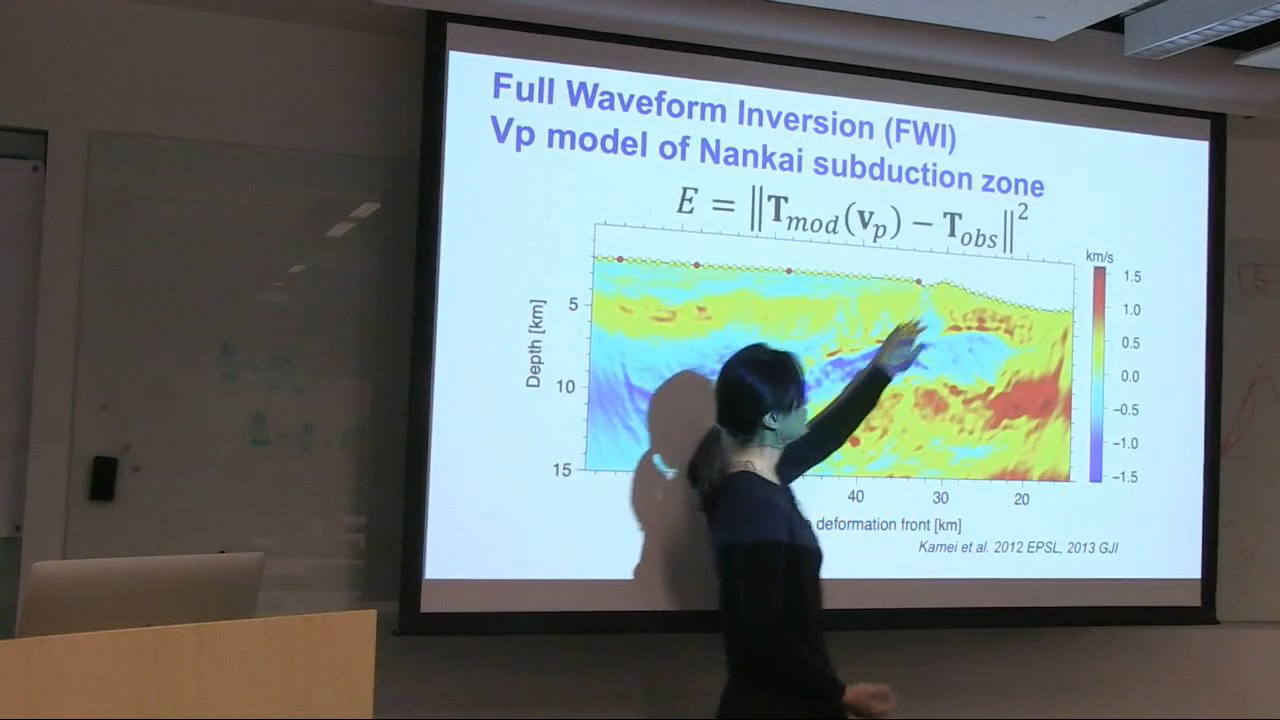 Full Waveform Inversion (FWI)
Vp model of Nankai subduction zone
E = ‖T_mod(v_p) − T_obs‖²
km/s
1.5
1.0
0.5
0.0
−0.5
−1.0
−1.5
Depth [km]
5
10
15
40 30 20
deformation front [km]
Kamei et al. 2012 EPSL, 2013 GJI